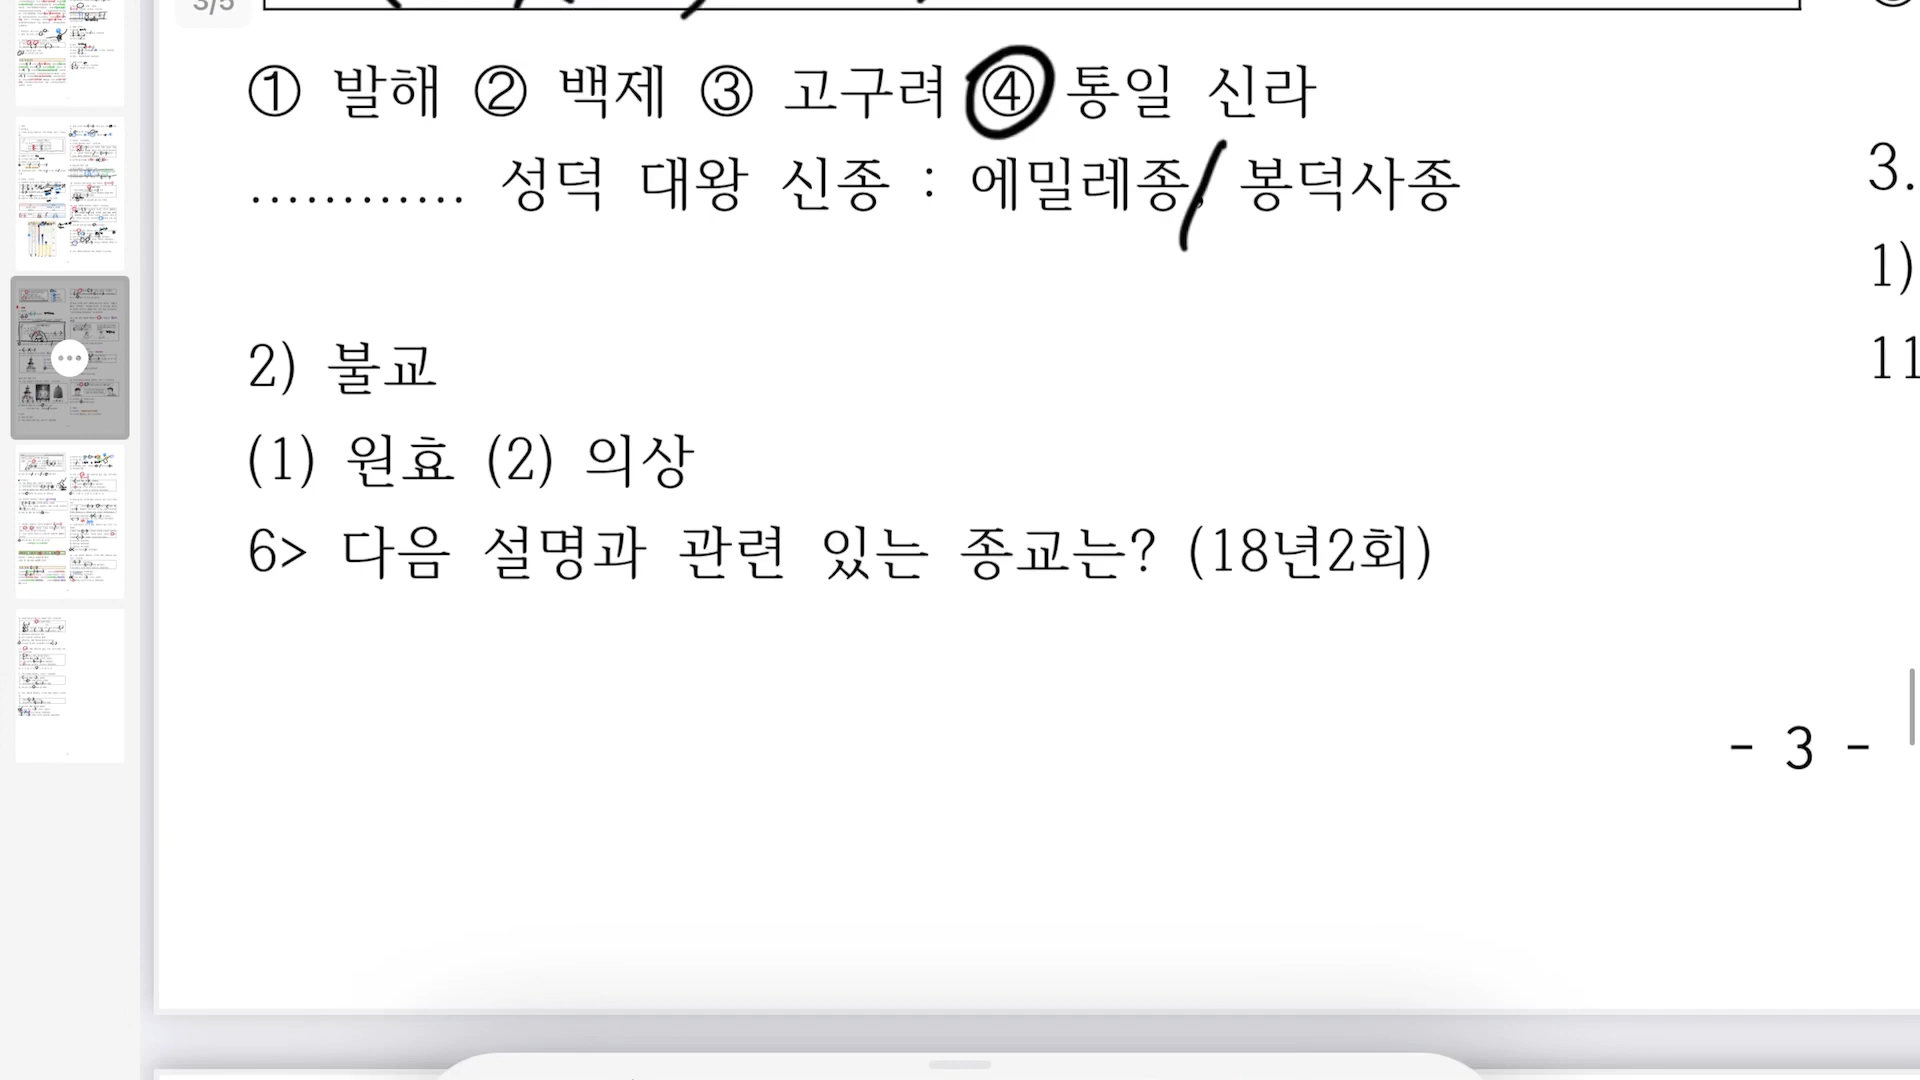 3/5
① 발해 ② 백제 ③ 고구려 ④ 통일 신라
............ 성덕 대왕 신종 : 에밀레종, 봉덕사종
2) 불교
(1) 원효 (2) 의상
6> 다음 설명과 관련 있는 종교는? (18년2회)
- 3 -
3.
1)
11